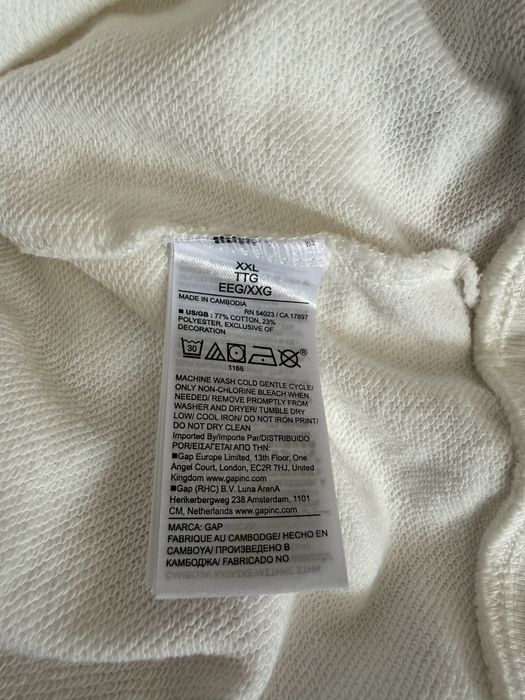 XXL
TTG
EEG/XXG
MADE IN CAMBODIA
RN 54023 / CA 17897
■ US/GB : 77% COTTON, 23%
POLYESTER, EXCLUSIVE OF
DECORATION
30
®
1166
MACHINE WASH COLD GENTLE CYCLE/
ONLY NON-CHLORINE BLEACH WHEN
NEEDED/ REMOVE PROMPTLY FROM
WASHER AND DRYER/ TUMBLE DRY
LOW/ COOL IRON/ DO NOT IRON PRINT/
DO NOT DRY CLEAN
Imported By/Importe Par/DISTRIBUIDO
POR/ΕΙΣΑΓΕΤΑΙ ΑΠΟ ΤΗΝ:
■Gap Europe Limited, 13th Floor, One
Angel Court, London, EC2R 7HJ, United
Kingdom www.gapinc.com
■Gap (RHC) B.V. Luna ArenA
Herikerbergweg 238 Amsterdam, 1101
CM, Netherlands www.gapinc.com
MARCA: GAP
FABRIQUE AU CAMBODGE/ HECHO EN
CAMBOYA/ ПРОИЗВЕДЕНО В
КАМБОДЖА/ FABRICADO NO